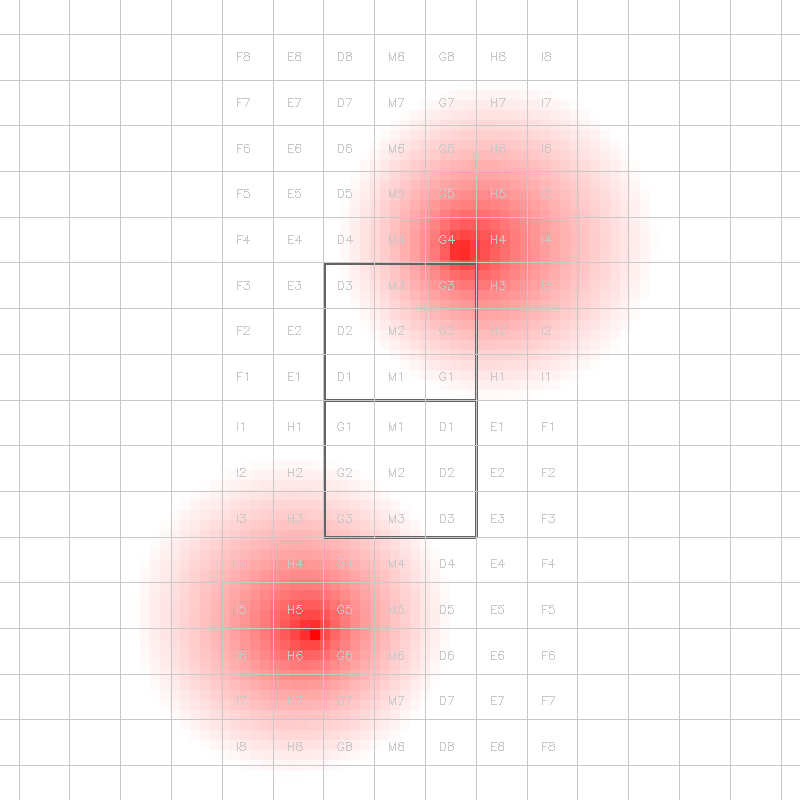 F8 E8 D8 M8 G8 H8 I8
F7 E7 D7 M7 G7 H7 I7
F6 E6 D6 M6 G6 H6 I6
F5 E5 D5 M5 G5 H5
F4 E4 D4 M4 G4 H4 I4
F3 E3 D3 M3 G3 H3
F2 E2 D2 M2 G2 H2 I2
F1 E1 D1 M1 G1 H1 I1
I1 H1 G1 M1 D1 E1 F1
I2 H2 G2 M2 D2 E2 F2
I3 H3 G3 M3 D3 E3 F3
H4 G4 M4 D4 E4 F4
5 H5 G5 M5 D5 E5 F5
H6 G6 M6 D6 E6 F6
I7 H7 G7 M7 D7 E7 F7
I8 H8 G8 M8 D8 E8 F8